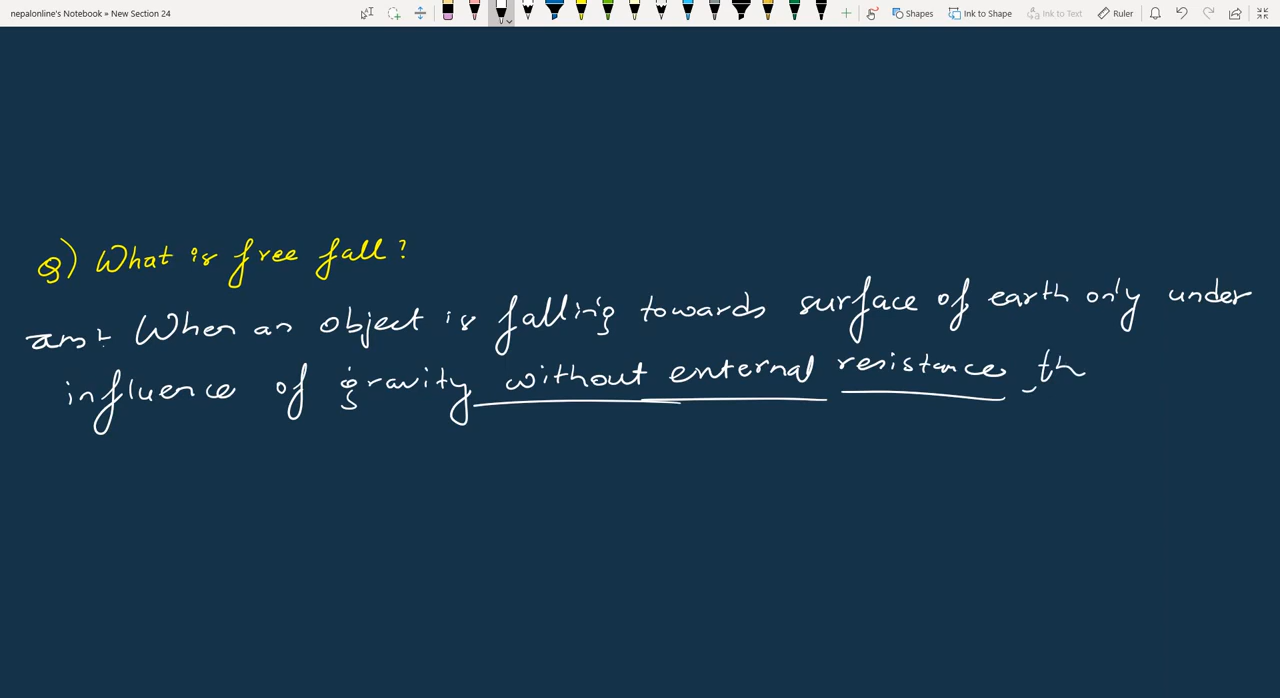 nepalonline's Notebook » New Section 24
Shapes Ink to Shape Ink to Text Ruler
Q) What is free fall?
ans: When an object is falling towards surface of earth only under
influence of gravity without enternal resistance, th